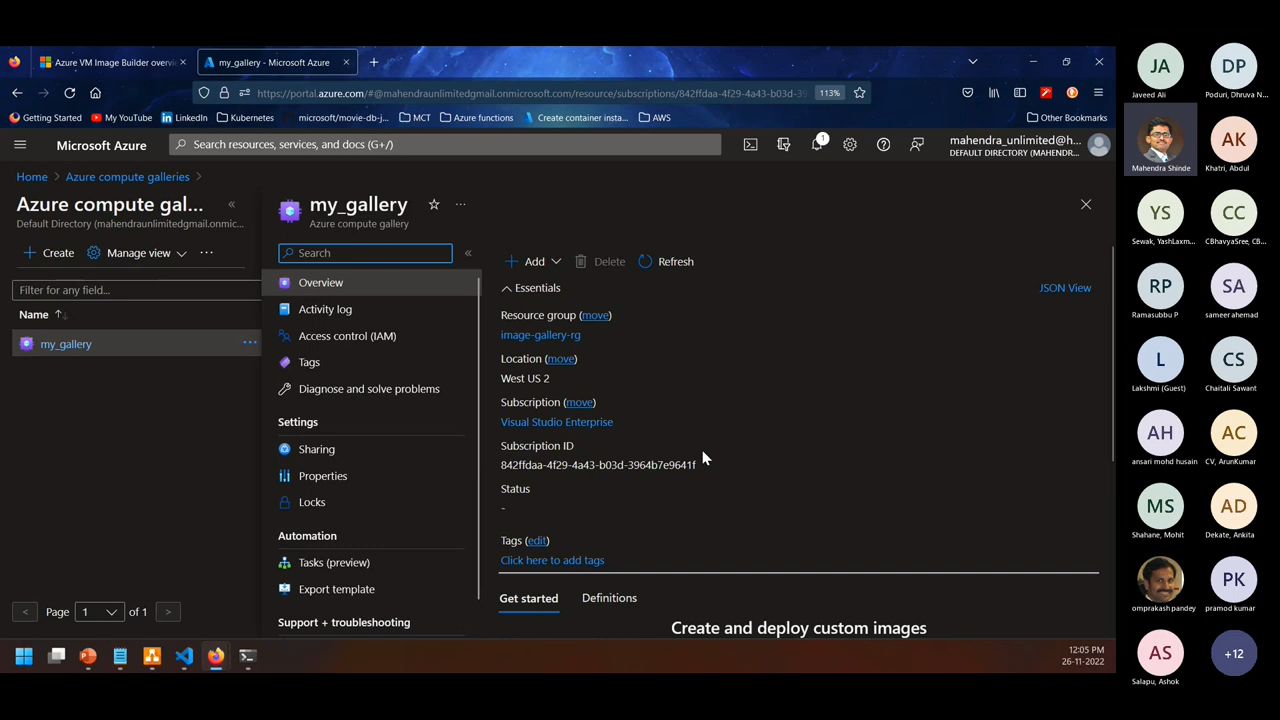 Azure VM Image Builder overvi
my_gallery - Microsoft Azure
https://portal.azure.com/#@mahendraunlimitedgmail.onmicrosoft.com/resource/subscriptions/842ffdaa-4f29-4a43-b03d-39
113%
Getting Started
My YouTube
LinkedIn
Kubernetes
microsoft/movie-db-j...
MCT
Azure functions
Create container insta...
AWS
Other Bookmarks
Microsoft Azure
Search resources, services, and docs (G+/)
1
mahendra_unlimited@h...
DEFAULT DIRECTORY (MAHENDR...
Home > Azure compute galleries >
Azure compute gal...
Default Directory (mahendraunlimitedgmail.onmic...
Create
Manage view
...
Filter for any field...
Name ↑↓
my_gallery
...
< Page 1 of 1 >
my_gallery
...
Azure compute gallery
Search
Overview
Activity log
Access control (IAM)
Tags
Diagnose and solve problems
Settings
Sharing
Properties
Locks
Automation
Tasks (preview)
Export template
Support + troubleshooting
Add
Delete
Refresh
Essentials
JSON View
Resource group (move)
image-gallery-rg
Location (move)
West US 2
Subscription (move)
Visual Studio Enterprise
Subscription ID
842ffdaa-4f29-4a43-b03d-3964b7e9641f
Status
-
Tags (edit)
Click here to add tags
Get started
Definitions
Create and deploy custom images
12:05 PM
26-11-2022
JA
Javeed Ali
DP
Poduri, Dhruva N...
Mahendra Shinde
AK
Khatri, Abdul
YS
Sewak, YashLaxm...
CC
CBhavyaSree, CB...
RP
Ramasubbu P
SA
sameer ahemad
L
Lakshmi (Guest)
CS
Chaitali Sawant
AH
ansari mohd husain
AC
CV, ArunKumar
MS
Shahane, Mohit
AD
Dekate, Ankita
omprakash pandey
PK
pramod kumar
AS
Salapu, Ashok
+12